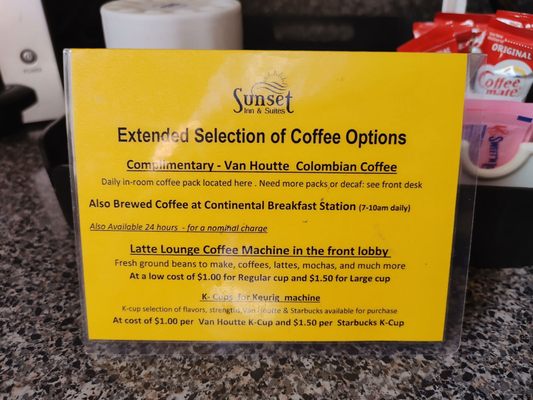 Sunset
Inn & Suites
Extended Selection of Coffee Options
Complimentary - Van Houtte Colombian Coffee
Daily in-room coffee pack located here . Need more packs or decaf: see front desk
Also Brewed Coffee at Continental Breakfast Station (7-10am daily)
Also Available 24 hours - for a nominal charge
Latte Lounge Coffee Machine in the front lobby
Fresh ground beans to make, coffees, lattes, mochas, and much more
At a low cost of $1.00 for Regular cup and $1.50 for Large cup
K- Cups for Keurig machine
K-cup selection of flavors, strengths, Van Houtte & Starbucks available for purchase
At cost of $1.00 per Van Houtte K-Cup and $1.50 per Starbucks K-Cup
ORIGINAL
Coffee
mate